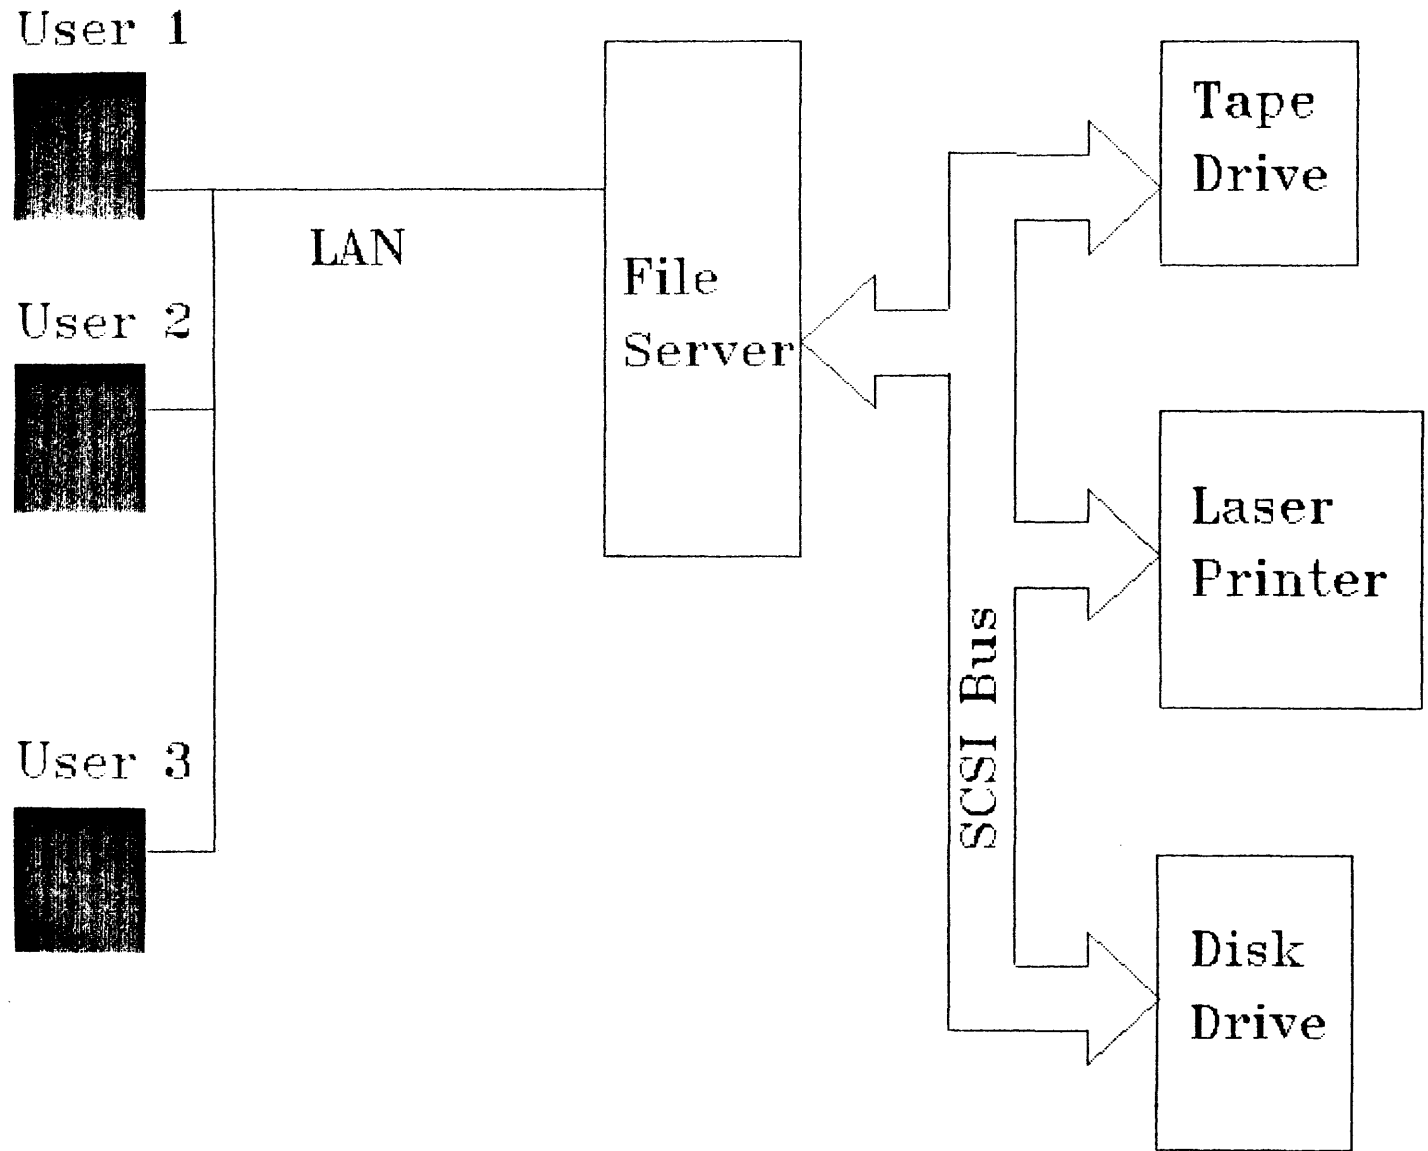 User 1
User 2
User 3
LAN
File
Server
SCSI Bus
Tape
Drive
Laser
Printer
Disk
Drive